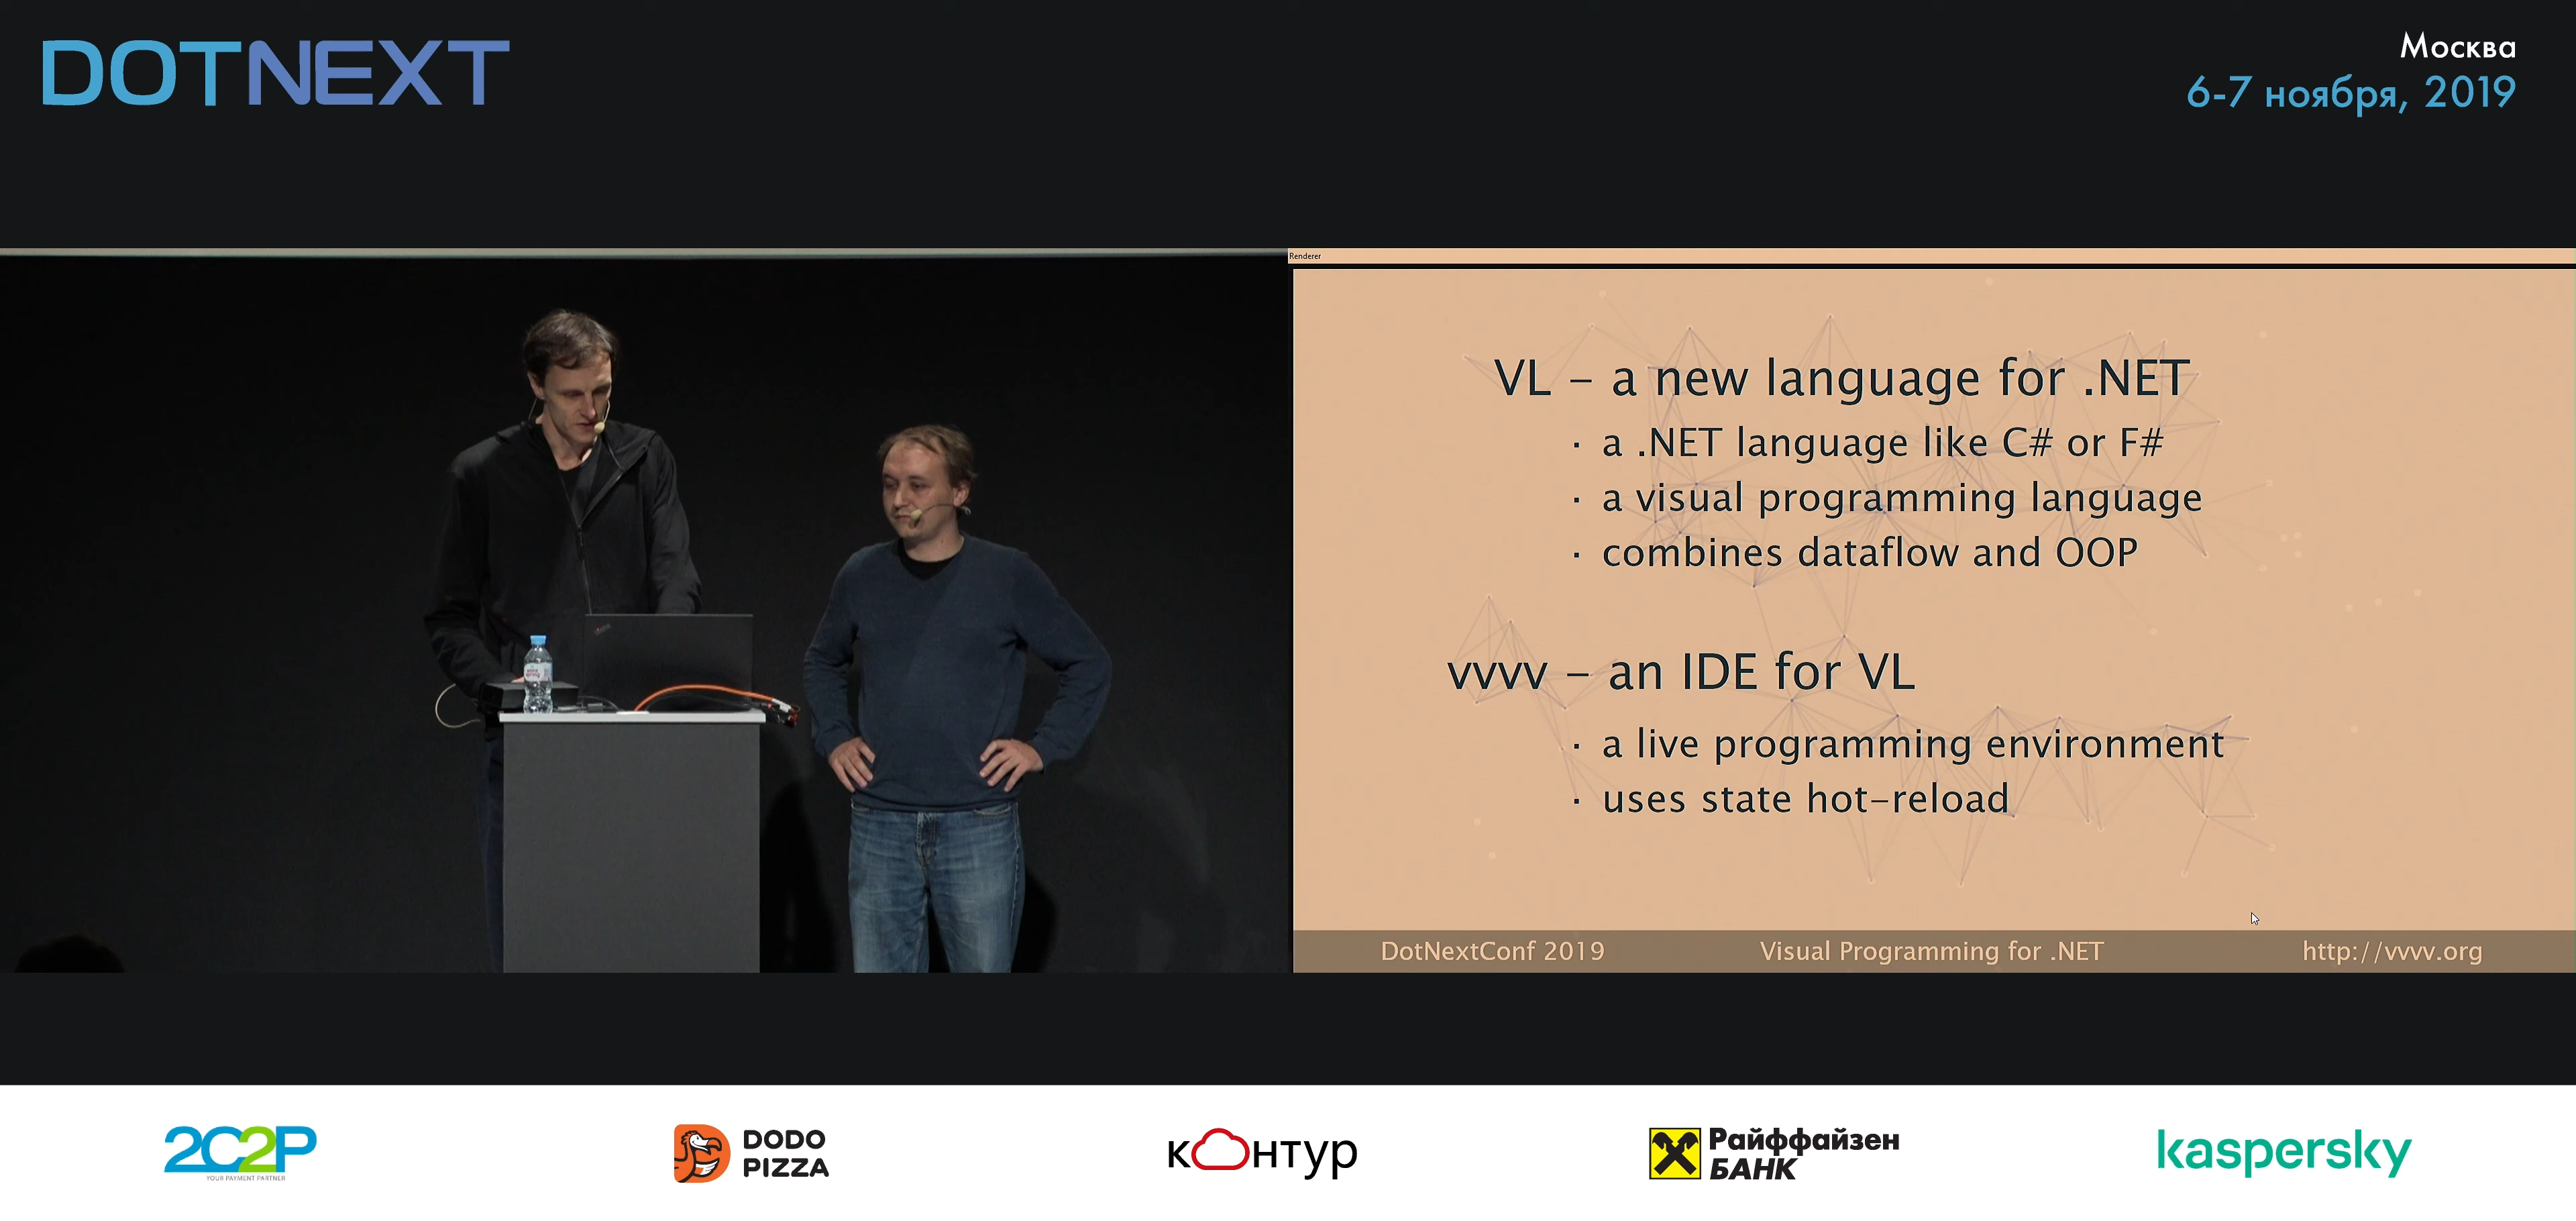 DOTNEXT
Москва
6-7 ноября, 2019
Renderer
VL – a new language for .NET
· a .NET language like C# or F#
· a visual programming language
· combines dataflow and OOP
vvvv – an IDE for VL
· a live programming environment
· uses state hot-reload
DotNextConf 2019
Visual Programming for .NET
http://vvvv.org
2C2P
YOUR PAYMENT PARTNER
DODO
PIZZA
контур
Райффайзен
БАНК
kaspersky